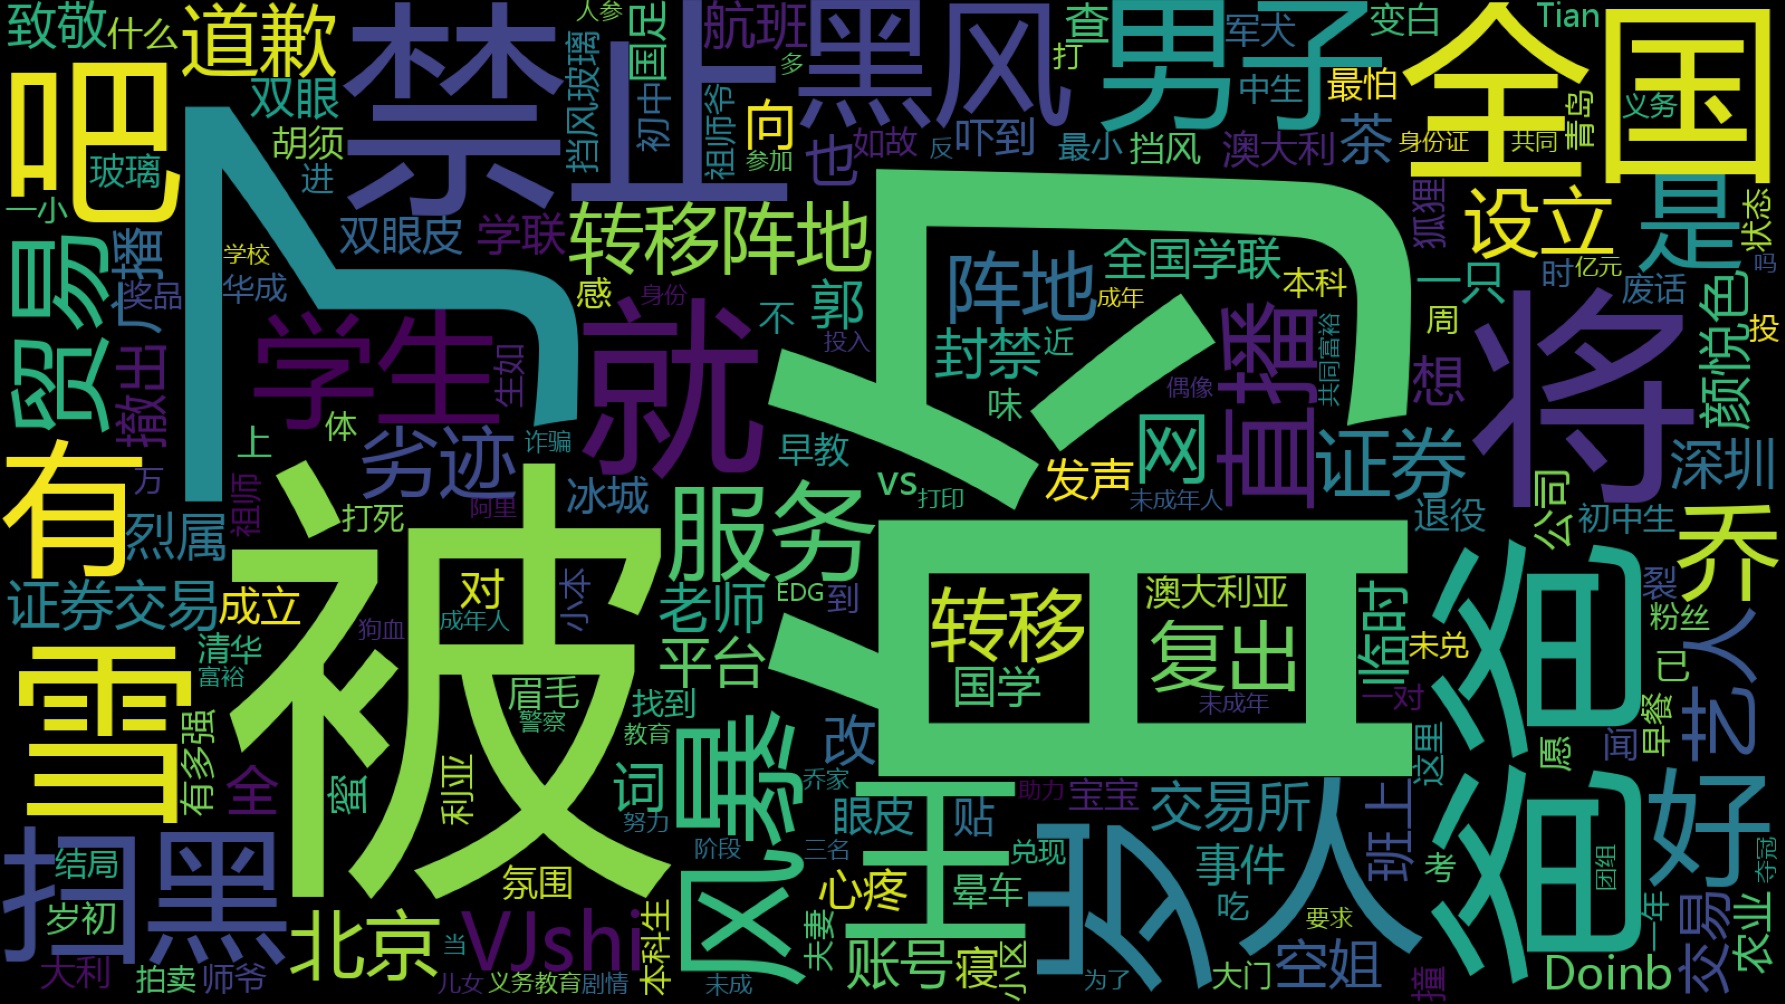 致敬
什么
道歉
双眼
吧
玻璃
一小
胡须
进
禁止
人参
挡风玻璃
国足
初中
航班
祖师爷
多
向
参加
黑风
打
查
也
如故
反
吓到
最小
挡风
男子
军犬
中生
变白
最怕
茶
澳大利
Tian
全国
身份证
共同
青岛
义务
贸易
广播
奖品
撤出
学校
华成
双眼皮
学联
转移阵地
感
身份
不
郭
投入
们
学生
生如
就
阵地
全国学联
成年
本科
封禁
近
味
偶像
直播
共同富裕
狐狸
设立
是
状态
一只
时
亿元
吗
废话
周
颜悦色
投
想
将
有
万
上
体
劣迹
诈骗
早教
vs
打印
发声
网
未成年人
证券
深圳
烈属
祖师
打死
阿里
冰城
服务
退役
公司
初中生
乔
证券交易
成立
对
成年人
狗血
小本
老师
EDG
到
转移
澳大利亚
复出
国学
未成年
临时
一对
未兑
爸爸
裂
粉丝
已
艺人
雪
清华
富裕
有多强
被
眉毛
警察
平台
找到
教育
全
蜜
利亚
词
努力
风暴
改
乔家
眼皮
助力
贴
宝宝
交易所
这里
班上
愿
闻
早餐
好
扫黑
结局
岁初
大利
拍卖
师爷
北京
当
VJshi
儿女
义务教育
剧情
氛围
本科生
阶段
三名
未成
夫妻
心疼
账号
王
晕车
兑现
寝
小区
女人
事件
吃
为了
大门
要求
空姐
撞
考
团组
一年
交易
农业
夺冠
Doinb